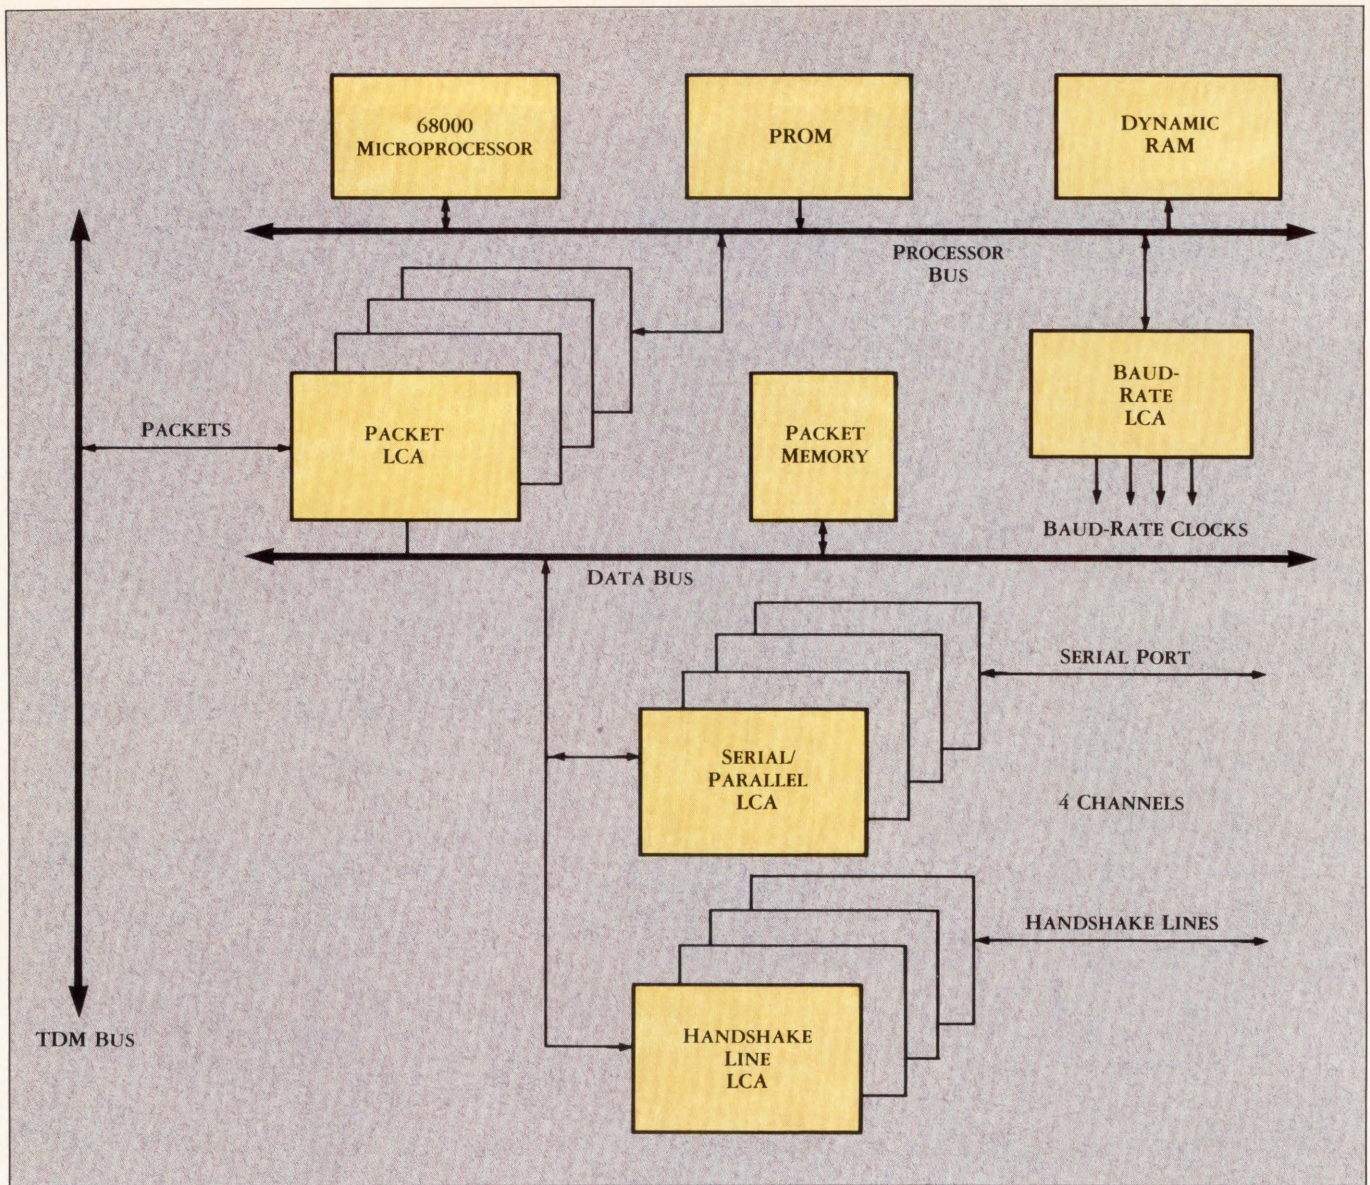 68000
MICROPROCESSOR
PROM
DYNAMIC
RAM
PROCESSOR
BUS
PACKETS
PACKET
LCA
PACKET
MEMORY
BAUD-
RATE
LCA
BAUD-RATE CLOCKS
DATA BUS
SERIAL PORT
SERIAL/
PARALLEL
LCA
4 CHANNELS
HANDSHAKE LINES
TDM BUS
HANDSHAKE
LINE
LCA